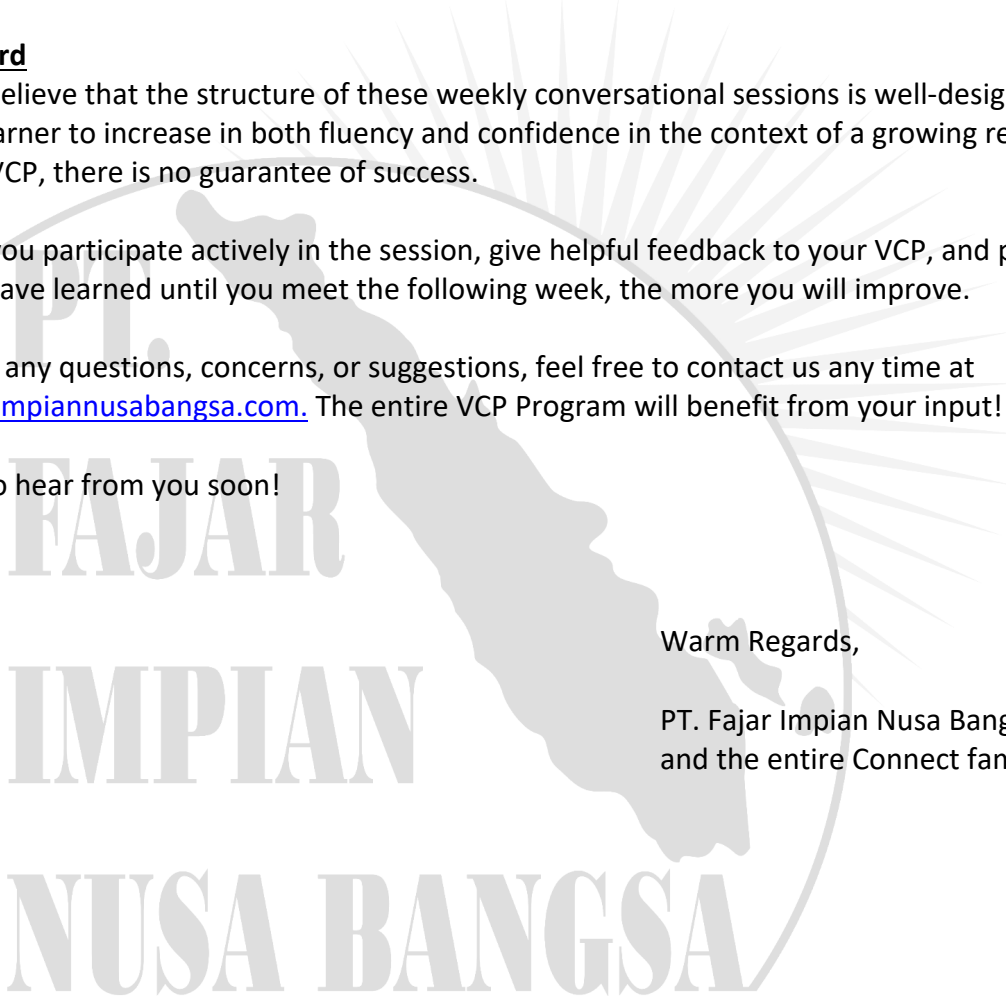 rd
elieve that the structure of these weekly conversational sessions is well-desig
arner to increase in both fluency and confidence in the context of a growing re
VCP, there is no guarantee of success.
you participate actively in the session, give helpful feedback to your VCP, and p
ave learned until you meet the following week, the more you will improve.
any questions, concerns, or suggestions, feel free to contact us any time at
mpiannusabangsa.com. The entire VCP Program will benefit from your input!
o hear from you soon!
Warm Regards,
PT. Fajar Impian Nusa Bang
and the entire Connect fam
PT.
FAJAR
IMPIAN
NUSA BANGSA